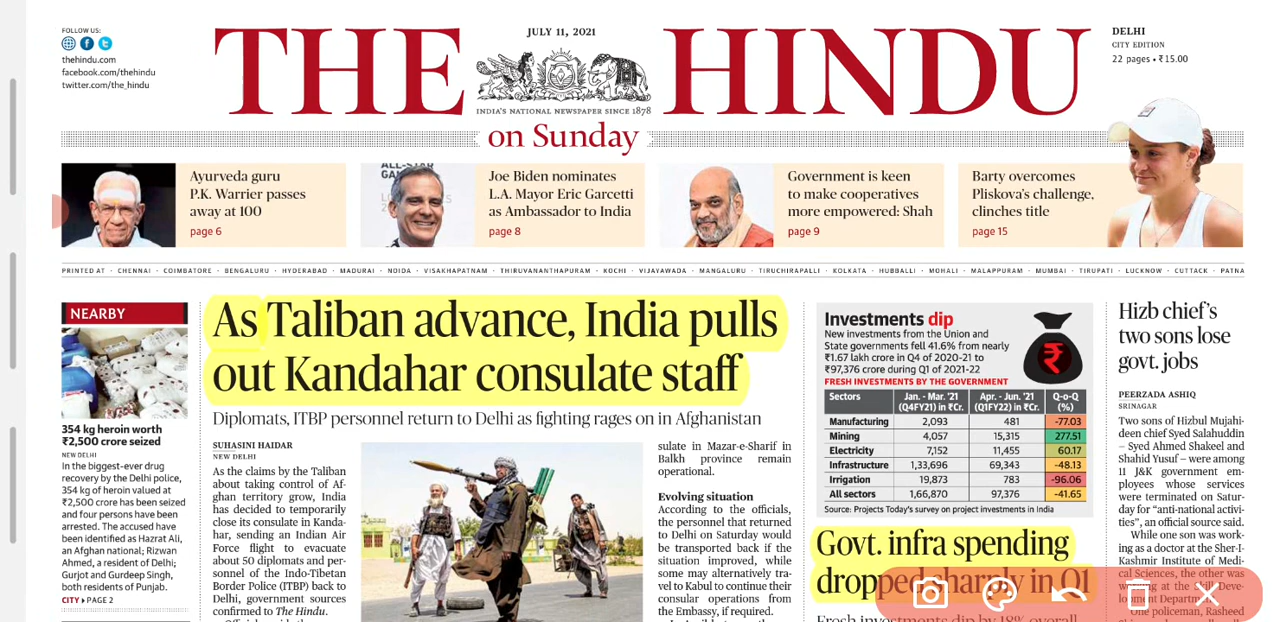 FOLLOW US:
thehindu.com
facebook.com/thehindu
twitter.com/the_hindu
JULY 11, 2021
THE HINDU
INDIA'S NATIONAL NEWSPAPER SINCE 1878
on Sunday
DELHI
CITY EDITION
22 pages • ₹15.00
Ayurveda guru
P.K. Warrier passes
away at 100
page 6
Joe Biden nominates
L.A. Mayor Eric Garcetti
as Ambassador to India
page 8
Government is keen
to make cooperatives
more empowered: Shah
page 9
Barty overcomes
Pliskova's challenge,
clinches title
page 15
PRINTED AT · CHENNAI · COIMBATORE · BENGALURU · HYDERABAD · MADURAI · NOIDA · VISAKHAPATNAM · THIRUVANANTHAPURAM · KOCHI · VIJAYAWADA · MANGALURU · TIRUCHIRAPALLI · KOLKATA · HUBBALLI · MOHALI · MALAPPURAM · MUMBAI · TIRUPATI · LUCKNOW · CUTTACK · PATNA
NEARBY
354 kg heroin worth
₹2,500 crore seized
NEW DELHI
In the biggest-ever drug
recovery by the Delhi police,
354 kg of heroin valued at
₹2,500 crore has been seized
and four persons have been
arrested. The accused have
been identified as Hazrat Ali,
an Afghan national; Rizwan
Ahmed, a resident of Delhi;
Gurjot and Gurdeep Singh,
both residents of Punjab.
CITY ▸ PAGE 2
As Taliban advance, India pulls
out Kandahar consulate staff
Diplomats, ITBP personnel return to Delhi as fighting rages on in Afghanistan
SUHASINI HAIDAR
NEW DELHI
As the claims by the Taliban
about taking control of Af-
ghan territory grow, India
has decided to temporarily
close its consulate in Kanda-
har, sending an Indian Air
Force flight to evacuate
about 50 diplomats and per-
sonnel of the Indo-Tibetan
Border Police (ITBP) back to
Delhi, government sources
confirmed to The Hindu.
sulate in Mazar-e-Sharif in
Balkh province remain
operational.
Evolving situation
According to the officials,
the personnel that returned
to Delhi on Saturday would
be transported back if the
situation improved, while
some may alternatively tra-
vel to Kabul to continue their
consular operations from
the Embassy, if required.
Investments dip
New investments from the Union and
State governments fell 41.6% from nearly
₹1.67 lakh crore in Q4 of 2020-21 to
₹97,376 crore during Q1 of 2021-22
FRESH INVESTMENTS BY THE GOVERNMENT
Sectors Jan. - Mar. '21 (Q4FY21) in ₹Cr. Apr. - Jun. '21 (Q1FY22) in ₹Cr. Q-o-Q (%)
Manufacturing 2,093 481 -77.03
Mining 4,057 15,315 277.51
Electricity 7,152 11,455 60.17
Infrastructure 1,33,696 69,343 -48.13
Irrigation 19,873 783 -96.06
All sectors 1,66,870 97,376 -41.65
Source: Projects Today's survey on project investments in India
Govt. infra spending
dropped sharply in Q1
Fresh investments dip by 18% overall
Hizb chief's
two sons lose
govt. jobs
PEERZADA ASHIQ
SRINAGAR
Two sons of Hizbul Mujahi-
deen chief Syed Salahuddin
– Syed Ahmed Shakeel and
Shahid Yusuf – were among
11 J&K government em-
ployees whose services
were terminated on Satur-
day for "anti-national activi-
ties", an official source said.
While one son was work-
ing as a doctor at the Sher-I-
Kashmir Institute of Medi-
cal Sciences, the other was
working at the Skill Deve-
lopment Department.
One policeman, Rasheed